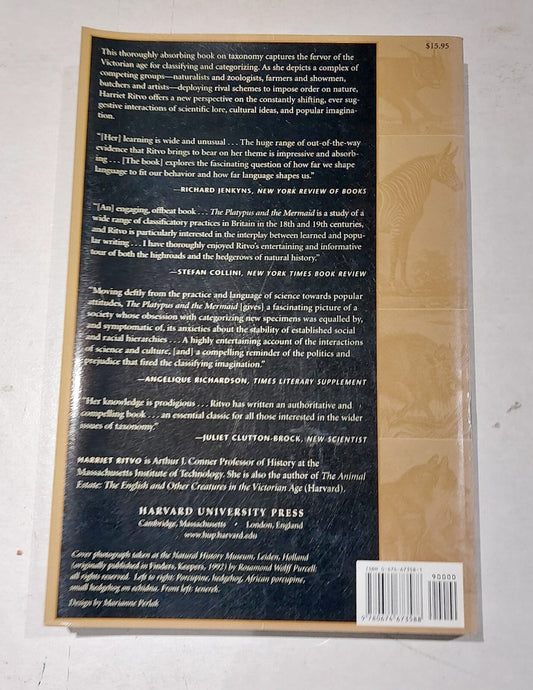 $15.95
This thoroughly absorbing book on taxonomy captures the fervor of the
Victorian age for classifying and categorizing. As she depicts a complex of
competing groups—naturalists and zoologists, farmers and showmen,
butchers and artists—deploying rival schemes to impose order on nature,
Harriet Ritvo offers a new perspective on the constantly shifting, ever sug-
gestive interactions of scientific lore, cultural ideas, and popular imagina-
tion.
"[Her] learning is wide and unusual . . . The huge range of out-of-the-way
evidence that Ritvo brings to bear on her theme is impressive and absorb-
ing . . . [The book] explores the fascinating question of how far we shape
language to fit our behavior and how far language shapes us."
—RICHARD JENKYNS, NEW YORK REVIEW OF BOOKS
"[An] engaging, offbeat book . . . The Platypus and the Mermaid is a study of a
wide range of classificatory practices in Britain in the 18th and 19th centuries,
and Ritvo is particularly interested in the interplay between learned and popu-
lar writing . . . I have thoroughly enjoyed Ritvo's entertaining and informative
tour of both the highroads and the hedgerows of natural history."
—STEFAN COLLINI, NEW YORK TIMES BOOK REVIEW
"Moving deftly from the practice and language of science towards popular
attitudes, The Platypus and the Mermaid [gives] a fascinating picture of a
society whose obsession with categorizing new specimens was equalled by,
and symptomatic of, its anxieties about the stability of established social
and racial hierarchies . . . A highly entertaining account of the interactions
of science and culture, [and] a compelling reminder of the politics and
prejudice that fired the classifying imagination."
—ANGELIQUE RICHARDSON, TIMES LITERARY SUPPLEMENT
"Her knowledge is prodigious . . . Ritvo has written an authoritative and
compelling book . . . an essential classic for all those interested in the wider
issues of taxonomy."
—JULIET CLUTTON-BROCK, NEW SCIENTIST
HARRIET RITVO is Arthur J. Conner Professor of History at the
Massachusetts Institute of Technology. She is also the author of The Animal
Estate: The English and Other Creatures in the Victorian Age (Harvard).
HARVARD UNIVERSITY PRESS
Cambridge, Massachusetts • London, England
www.hup.harvard.edu
Cover photograph taken at the Natural History Museum, Leiden, Holland
(originally published in Finders, Keepers, 1992) by Rosamond Wolff Purcell:
all rights reserved. Left to right: Porcupine, hedgehog, African porcupine,
small hedgehog on echidna. From left: tenrech.
Design by Marianne Perlak
ISBN 0-674-67358-1
90000
9 780674 673588